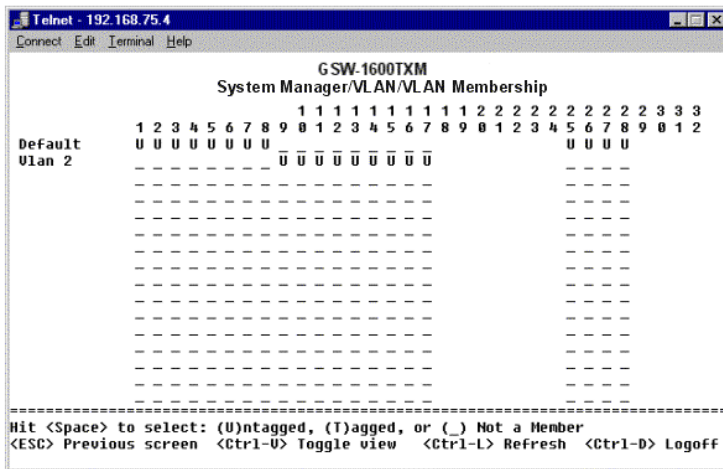 Telnet - 192.168.75.4
Connect Edit Terminal Help
GSW-1600TXM
System Manager/VLAN/VLAN Membership
1 1 1 1 1 1 1 1 1 1 2 2 2 2 2 2 2 2 2 2 3 3 3
1 2 3 4 5 6 7 8 9 0 1 2 3 4 5 6 7 8 9 0 1 2 3 4 5 6 7 8 9 0 1 2
Default U U U U U U U U _ _ _ _ _ _ _ _ _ U U U U
Vlan 2 _ _ _ _ _ _ _ _ U U U U U U U U U _ _ _ _
_ _ _ _ _ _ _ _ _ _ _ _ _ _ _ _ _ _ _ _ _
_ _ _ _ _ _ _ _ _ _ _ _ _ _ _ _ _ _ _ _ _
_ _ _ _ _ _ _ _ _ _ _ _ _ _ _ _ _ _ _ _ _
_ _ _ _ _ _ _ _ _ _ _ _ _ _ _ _ _ _ _ _ _
_ _ _ _ _ _ _ _ _ _ _ _ _ _ _ _ _ _ _ _ _
_ _ _ _ _ _ _ _ _ _ _ _ _ _ _ _ _ _ _ _ _
_ _ _ _ _ _ _ _ _ _ _ _ _ _ _ _ _ _ _ _ _
_ _ _ _ _ _ _ _ _ _ _ _ _ _ _ _ _ _ _ _ _
_ _ _ _ _ _ _ _ _ _ _ _ _ _ _ _ _ _ _ _ _
_ _ _ _ _ _ _ _ _ _ _ _ _ _ _ _ _ _ _ _ _
_ _ _ _ _ _ _ _ _ _ _ _ _ _ _ _ _ _ _ _ _
_ _ _ _ _ _ _ _ _ _ _ _ _ _ _ _ _ _ _ _ _
_ _ _ _ _ _ _ _ _ _ _ _ _ _ _ _ _ _ _ _ _
_ _ _ _ _ _ _ _ _ _ _ _ _ _ _ _ _ _ _ _ _
================================================================================
Hit <Space> to select: (U)ntagged, (T)agged, or (_) Not a Member
<ESC> Previous screen <Ctrl-V> Toggle view <Ctrl-L> Refresh <Ctrl-D> Logoff